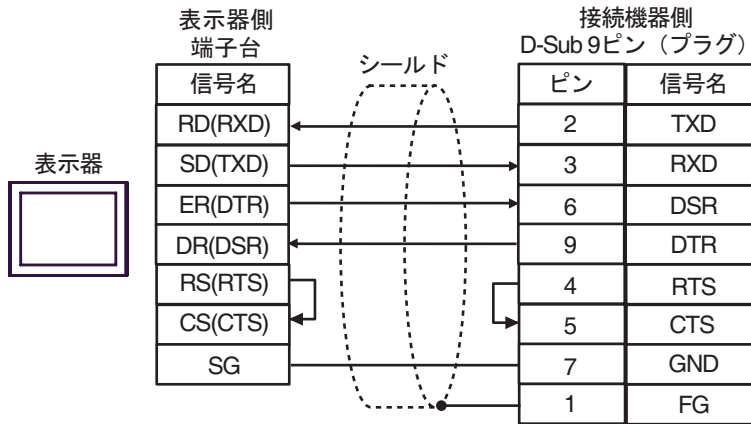 表示器側
端子台
接続機器側
D-Sub 9ピン（プラグ）
シールド
信号名
ピン
信号名
RD(RXD)
2
TXD
表示器
SD(TXD)
3
RXD
ER(DTR)
6
DSR
DR(DSR)
9
DTR
RS(RTS)
4
RTS
CS(CTS)
5
CTS
SG
7
GND
1
FG